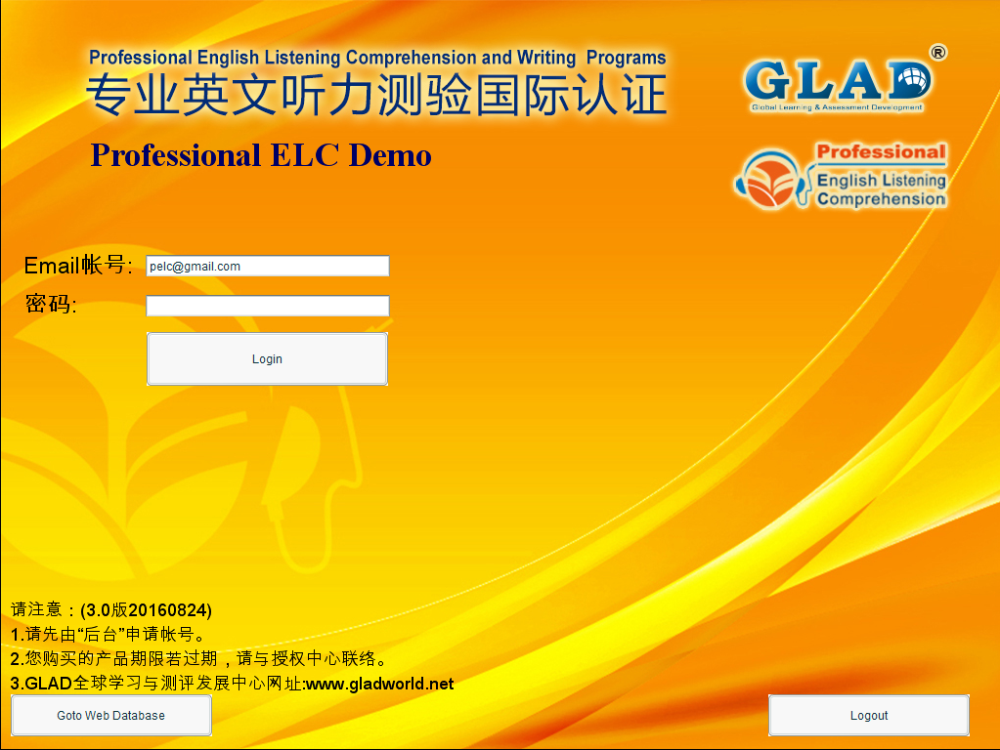 Professional English Listening Comprehension and Writing Programs
专业英文听力测验国际认证
GLAD®
Global Learning & Assessment Development
Professional ELC Demo
Professional
English Listening
Comprehension
Email帐号: pelc@gmail.com
密码:
Login
请注意：(3.0版20160824)
1.请先由“后台”申请帐号。
2.您购买的产品期限若过期，请与授权中心联络。
3.GLAD全球学习与测评发展中心网址:www.gladworld.net
Goto Web Database
Logout